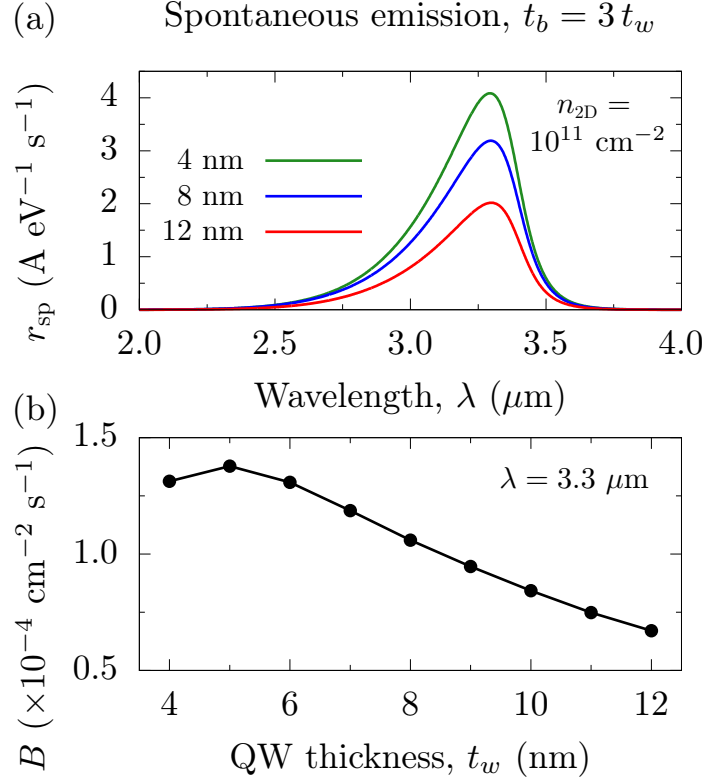 (a) Spontaneous emission, t_b = 3 t_w
r_sp (A eV⁻¹ s⁻¹)
4
3
2
1
0
n_2D =
10¹¹ cm⁻²
4 nm
8 nm
12 nm
2.0 2.5 3.0 3.5 4.0
Wavelength, λ (μm)
(b)
B (×10⁻⁴ cm⁻² s⁻¹)
1.5
1.0
0.5
λ = 3.3 μm
4 6 8 10 12
QW thickness, t_w (nm)